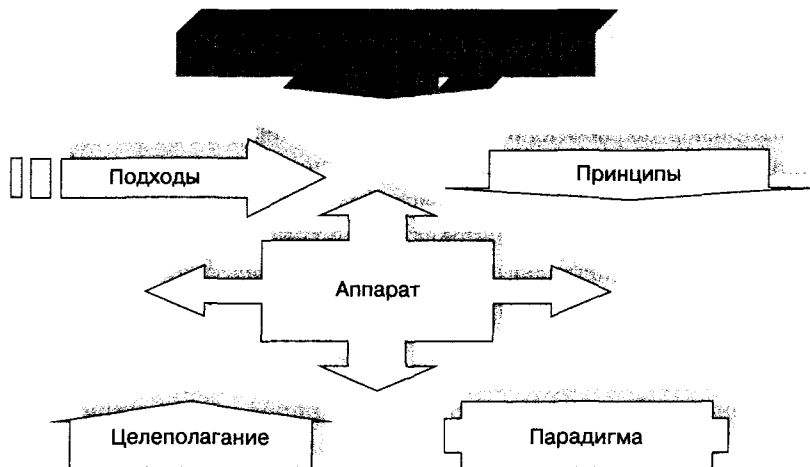 Подходы
Принципы
Аппарат
Целеполагание
Парадигма